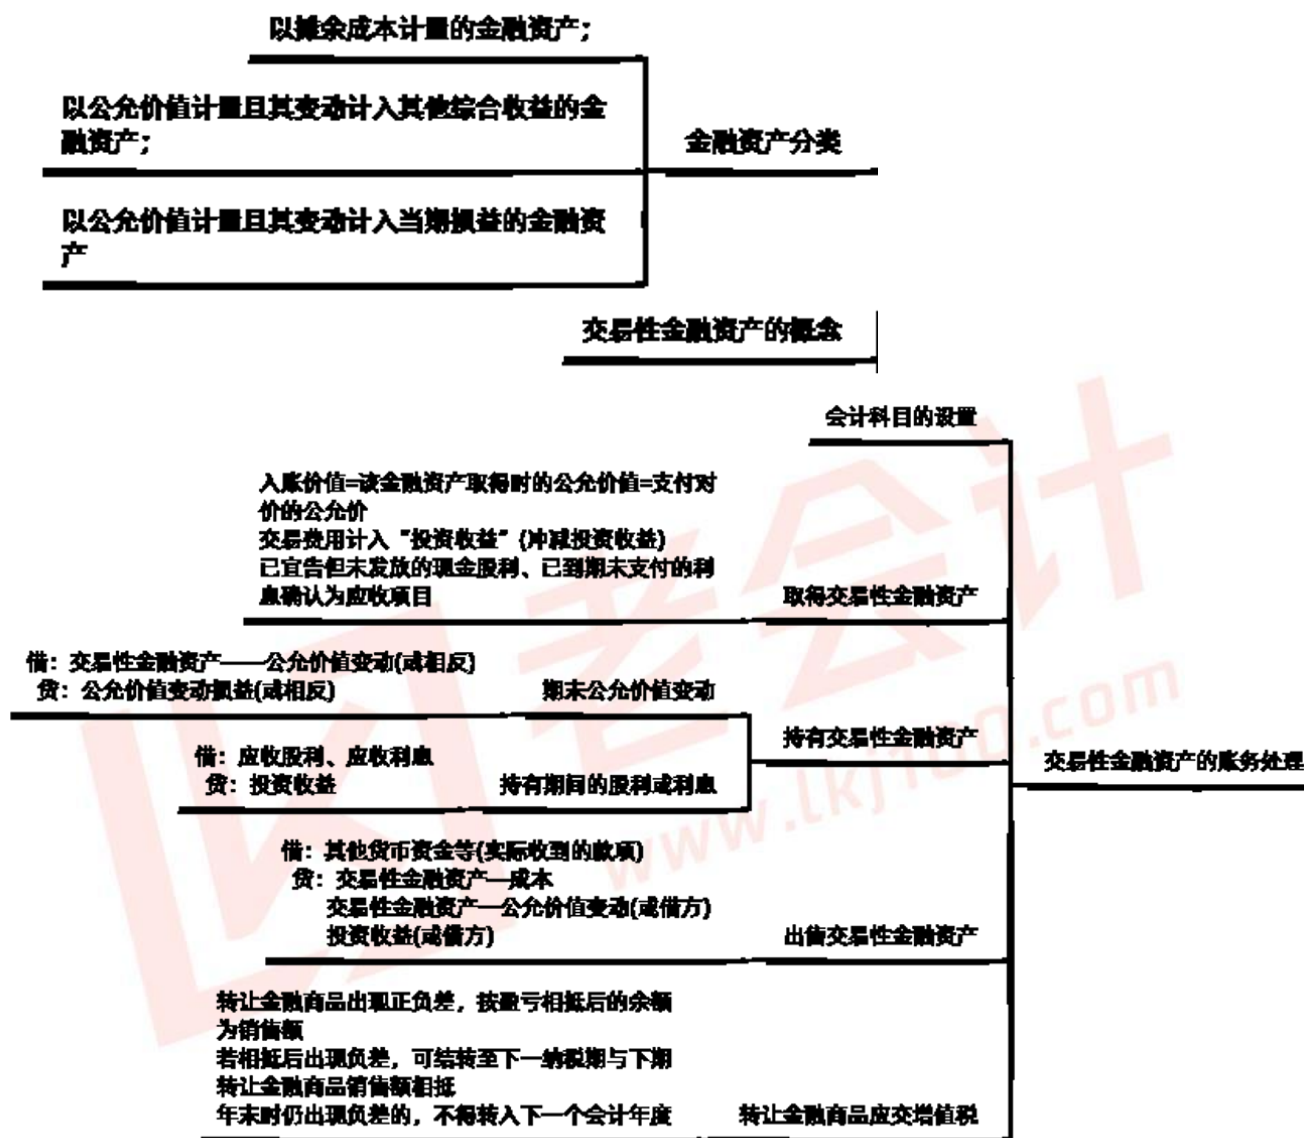 以摊余成本计量的金融资产；
以公允价值计量且其变动计入其他综合收益的金
融资产；
金融资产分类
以公允价值计量且其变动计入当期损益的金融资
产
交易性金融资产的概念
会计科目的设置
入账价值=该金融资产取得时的公允价值=支付对
价的公允价
交易费用计入“投资收益”(冲减投资收益)
已宣告但未发放的现金股利、已到期未支付的利
息确认为应收项目
取得交易性金融资产
借：交易性金融资产——公允价值变动(或相反)
贷：公允价值变动损益(或相反)
期末公允价值变动
借：应收股利、应收利息
贷：投资收益
持有期间的股利或利息
持有交易性金融资产
交易性金融资产的账务处理
借：其他货币资金等(实际收到的款项)
贷：交易性金融资产—成本
交易性金融资产—公允价值变动(或借方)
投资收益(或借方)
出售交易性金融资产
转让金融商品出现正负差，按盈亏相抵后的余额
为销售额
若相抵后出现负差，可结转至下一纳税期与下期
转让金融商品销售额相抵
年末时仍出现负差的，不得转入下一个会计年度
转让金融商品应交增值税
老会计
www.lkj100.com